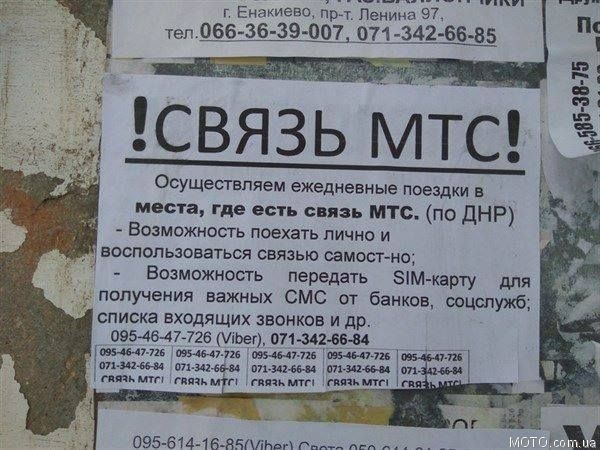 г. Енакиево, пр-т. Ленина 97,
тел.066-36-39-007, 071-342-66-85
585-38-75
!СВЯЗЬ МТС!
Осуществляем ежедневные поездки в
места, где есть связь МТС. (по ДНР)
- Возможность поехать лично и
воспользоваться связью самост-но;
- Возможность передать SIM-карту для
получения важных СМС от банков, соцслужб;
списка входящих звонков и др.
095-46-47-726 (Viber), 071-342-66-84
095-46-47-726 095-46-47-726 095-46-47-726 095-46-47-726 095-46-47-726
071-342-66-84 071-342-66-84 071-342-66-84 071-342-66-84 071-342-66-84
СВЯЗЬ МТС! СВЯЗЬ МТС! СВЯЗЬ МТС! СВЯЗЬ МТС! СВЯЗЬ МТС!
095-614-16-85(Viber) Света
MOTO.com.ua